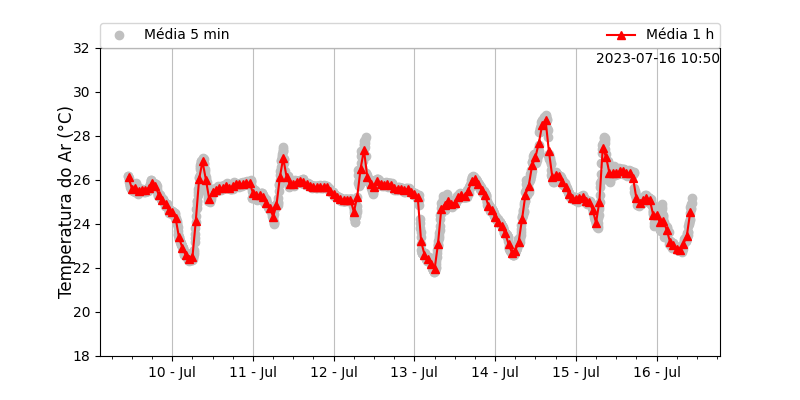 Média 5 min
Média 1 h
2023-07-16 10:50
Temperatura do Ar (°C)
32
30
28
26
24
22
20
18
10 - Jul
11 - Jul
12 - Jul
13 - Jul
14 - Jul
15 - Jul
16 - Jul